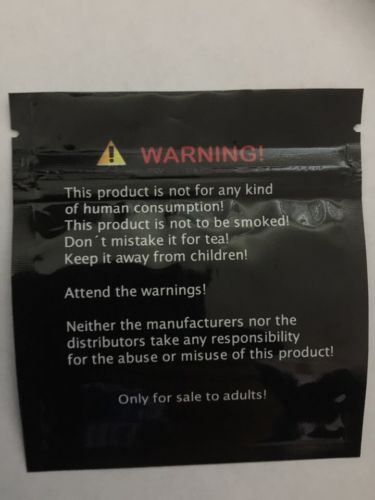 WARNING!
This product is not for any kind
of human consumption!
This product is not to be smoked!
Don´t mistake it for tea!
Keep it away from children!
Attend the warnings!
Neither the manufacturers nor the
distributors take any responsibility
for the abuse or misuse of this product!
Only for sale to adults!